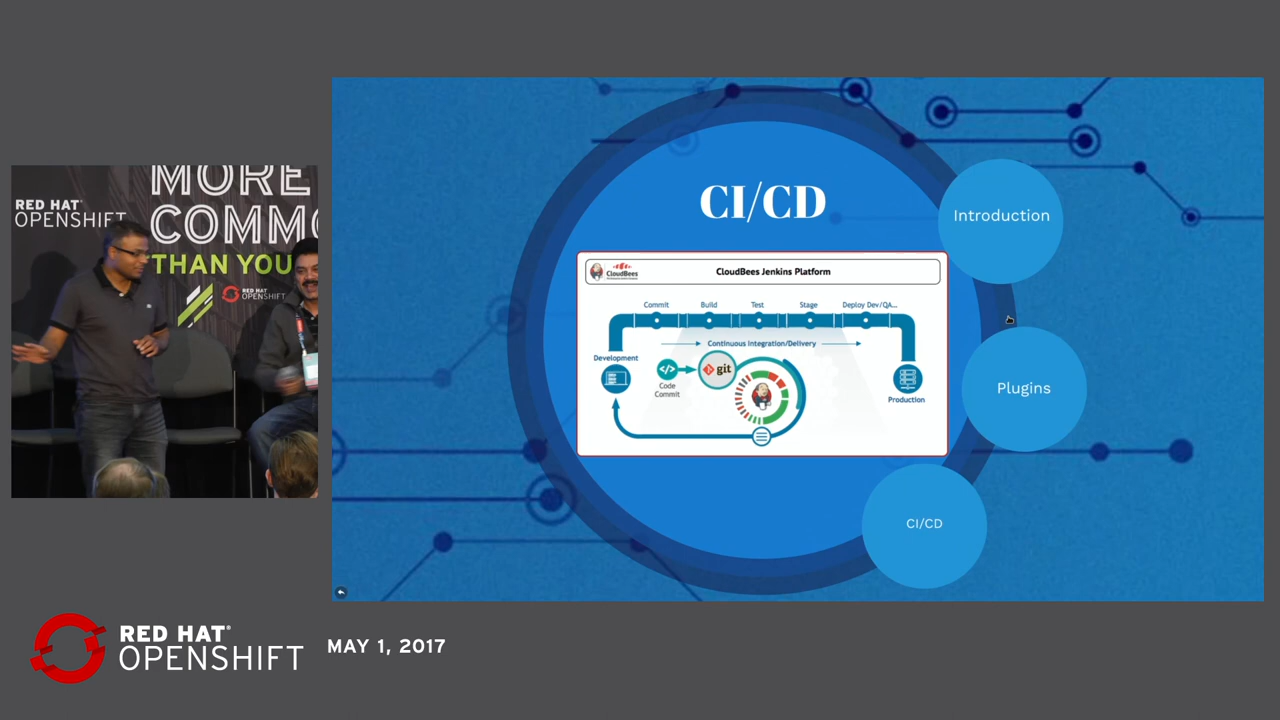 MORE
COMMO
THAN YOU
RED HAT®
OPENSHIFT
RED HAT
OPENSHIFT
CI/CD
CloudBees
CloudBees Jenkins Platform
Commit
Build
Test
Stage
Deploy Dev/QA...
Continuous Integration/Delivery
Development
Code
Commit
git
Production
Introduction
Plugins
CI/CD
RED HAT®
OPENSHIFT
MAY 1, 2017